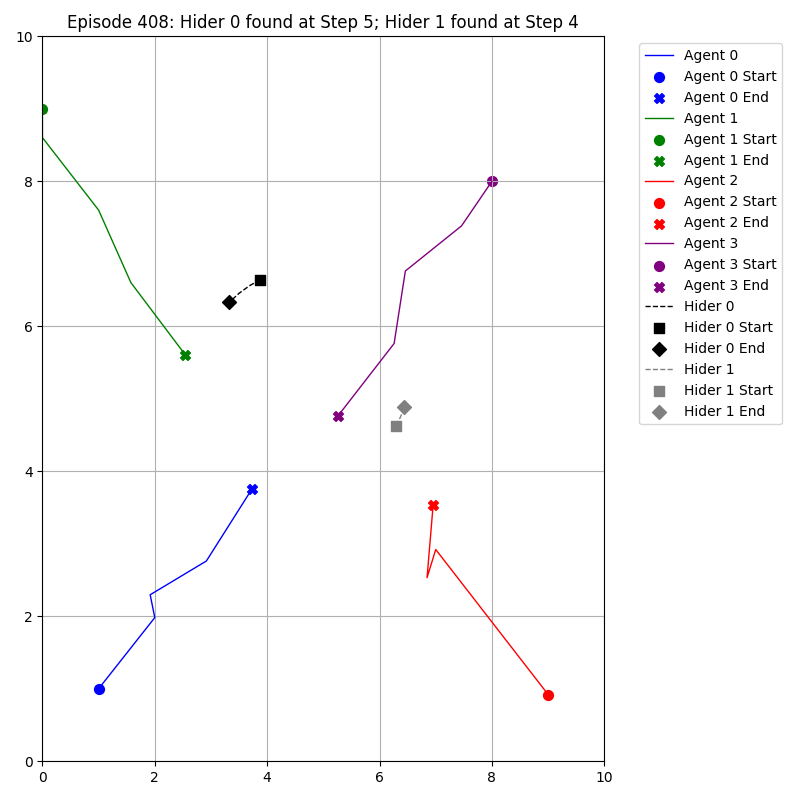 Episode 408: Hider 0 found at Step 5; Hider 1 found at Step 4
10
8
6
4
2
0
0 2 4 6 8 10
Agent 0
Agent 0 Start
Agent 0 End
Agent 1
Agent 1 Start
Agent 1 End
Agent 2
Agent 2 Start
Agent 2 End
Agent 3
Agent 3 Start
Agent 3 End
Hider 0
Hider 0 Start
Hider 0 End
Hider 1
Hider 1 Start
Hider 1 End